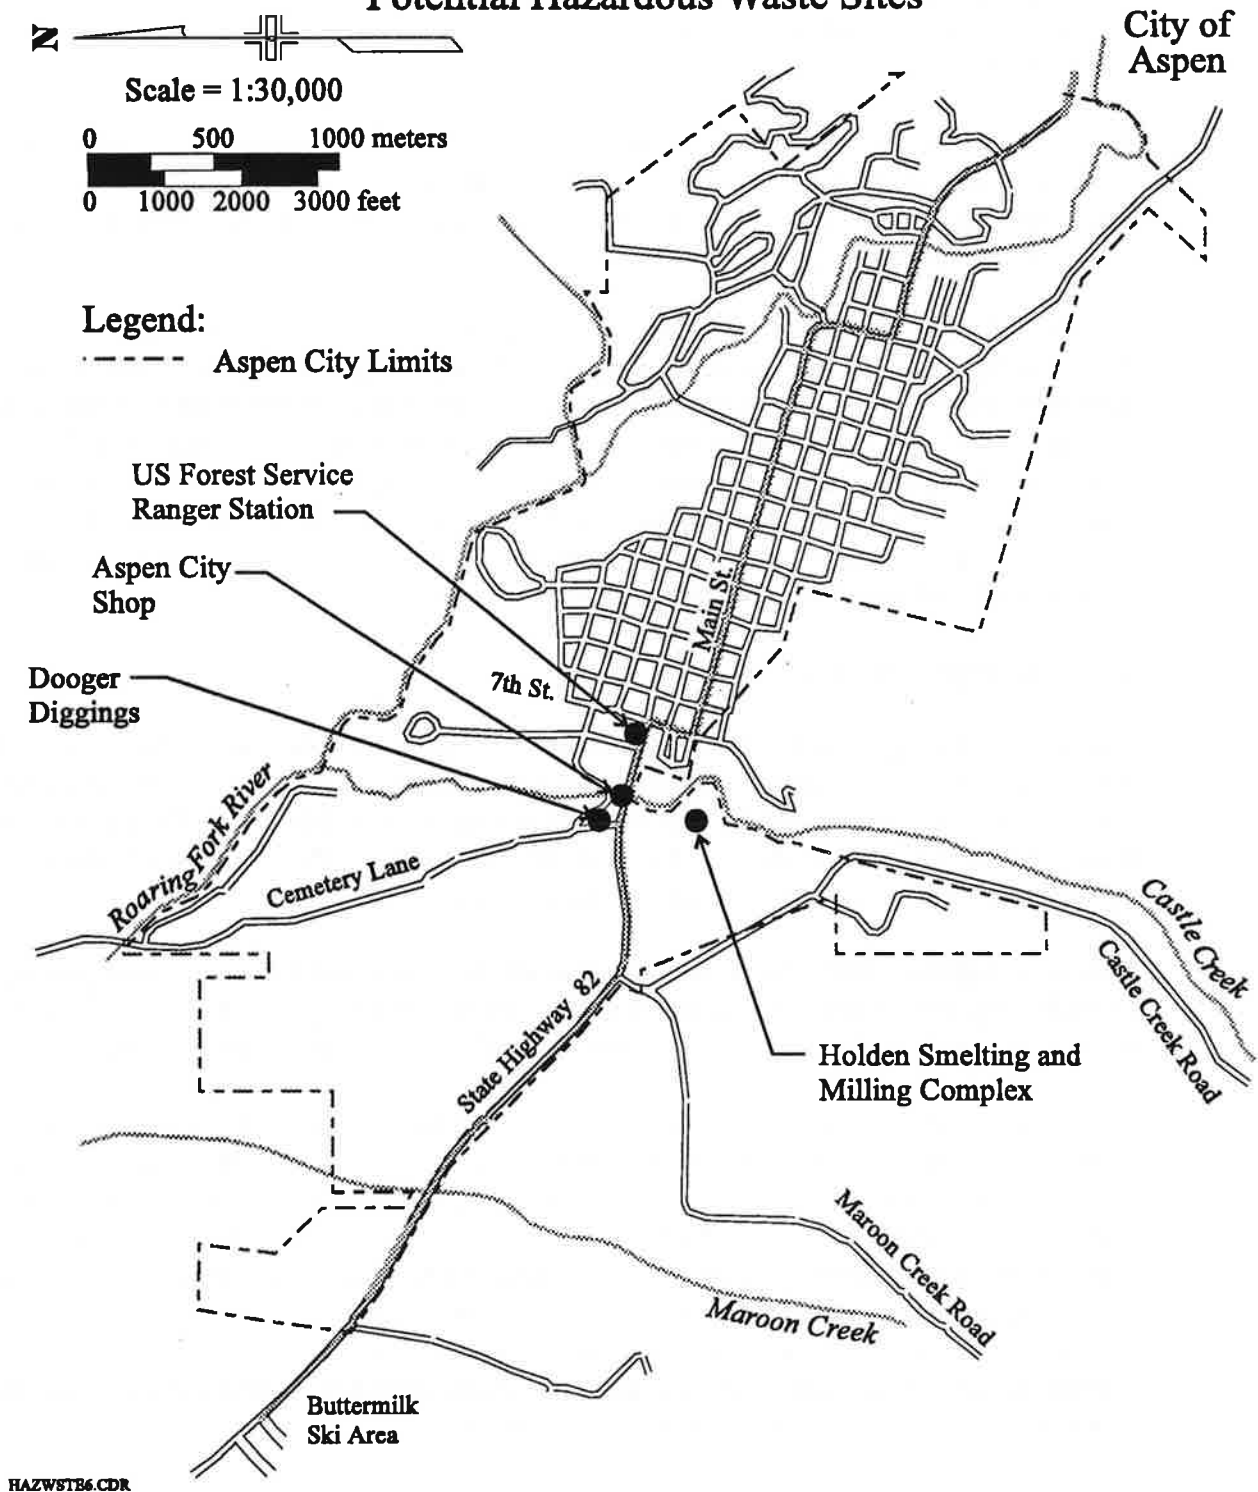 Potential Hazardous Waste Sites
City of
Aspen
N
Scale = 1:30,000
0 500 1000 meters
0 1000 2000 3000 feet
Legend:
Aspen City Limits
US Forest Service
Ranger Station
Aspen City
Shop
Main St.
Dooger
Diggings
7th St.
Roaring Fork River
Cemetery Lane
Castle Creek
Castle Creek Road
State Highway 82
Holden Smelting and
Milling Complex
Maroon Creek Road
Maroon Creek
Buttermilk
Ski Area
HAZWSTE6.CDR